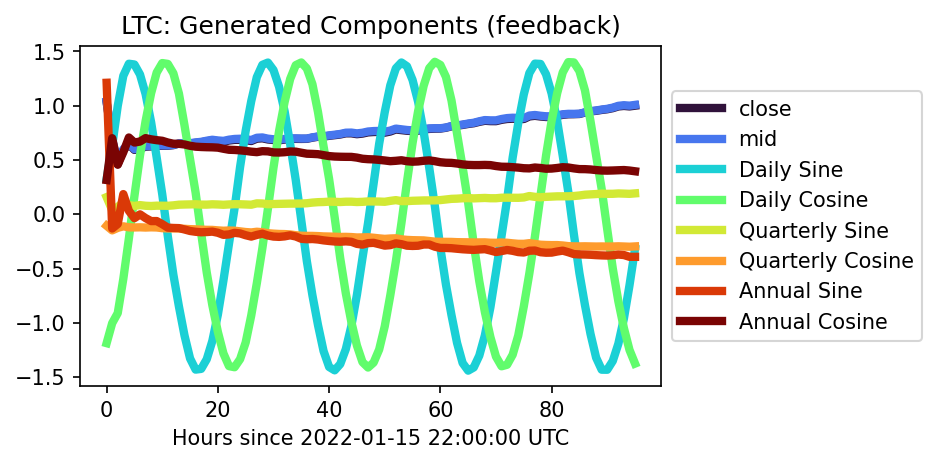 LTC: Generated Components (feedback)
1.5
1.0
0.5
0.0
−0.5
−1.0
−1.5
0
20
40
60
80
Hours since 2022-01-15 22:00:00 UTC
close
mid
Daily Sine
Daily Cosine
Quarterly Sine
Quarterly Cosine
Annual Sine
Annual Cosine